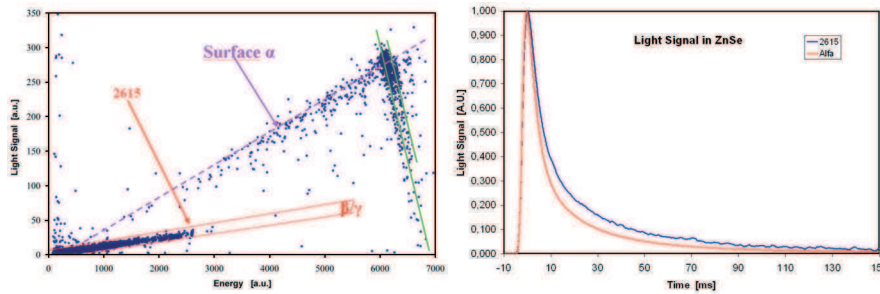 350
300
250
200
150
100
50
0
Light Signal [a.u.]
Surface α
2615
β/γ
0 1000 2000 3000 4000 5000 6000 7000
Energy [a.u.]
Light Signal in ZnSe
2615
Alfa
1,000
0,900
0,800
0,700
0,600
0,500
0,400
0,300
0,200
0,100
0,000
Light Signal [A.U.]
-10 10 30 50 70 90 110 130 150
Time [ms]